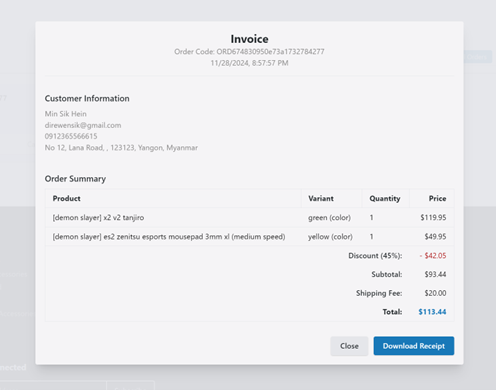 Invoice
Order Code: ORD674830950e73a1732784277
11/28/2024, 8:57:57 PM
Customer Information
Min Sik Hein
direwensik@gmail.com
0912365566615
No 12, Lana Road, , 123123, Yangon, Myanmar
Order Summary
Product Variant Quantity Price
[demon slayer] x2 v2 tanjiro green (color) 1 $119.95
[demon slayer] es2 zenitsu esports mousepad 3mm xl (medium speed) yellow (color) 1 $49.95
Discount (45%): - $42.05
Subtotal: $93.44
Shipping Fee: $20.00
Total: $113.44
Close Download Receipt